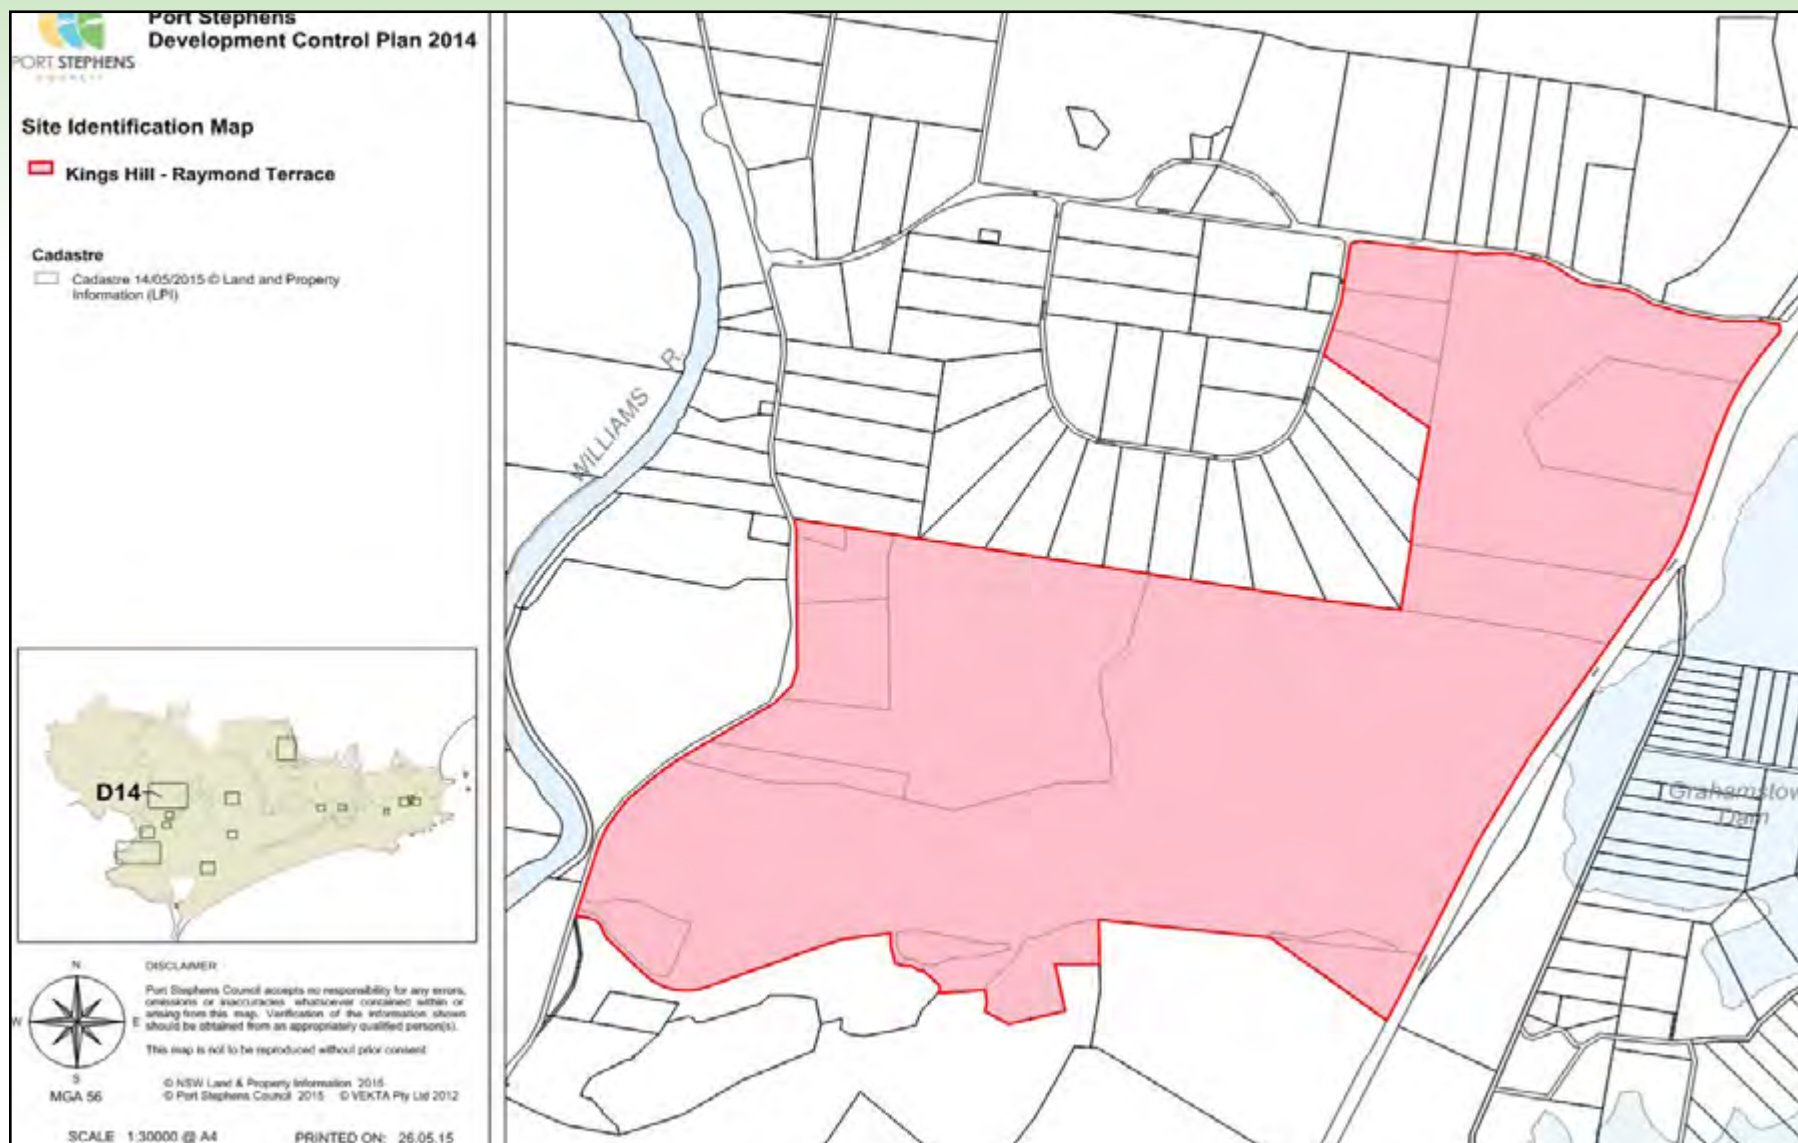 Port Stephens
Development Control Plan 2014
PORT STEPHENS
COUNCIL
Site Identification Map
Kings Hill - Raymond Terrace
Cadastre
Cadastre 14/05/2015 © Land and Property
Information (LPI)
D14
N
W
E
S
MGA 56
DISCLAIMER
Port Stephens Council accepts no responsibility for any errors,
omissions or inaccuracies whatsoever contained within or
arising from this map. Verification of the information shown
should be obtained from an appropriately qualified person(s).
This map is not to be reproduced without prior consent
© NSW Land & Property Information 2015
© Port Stephens Council 2015 © VEKTA Pty Ltd 2012
SCALE 1:30000 @ A4
PRINTED ON: 26.05.15
WILLIAMS R.
Grahamstow
Dam